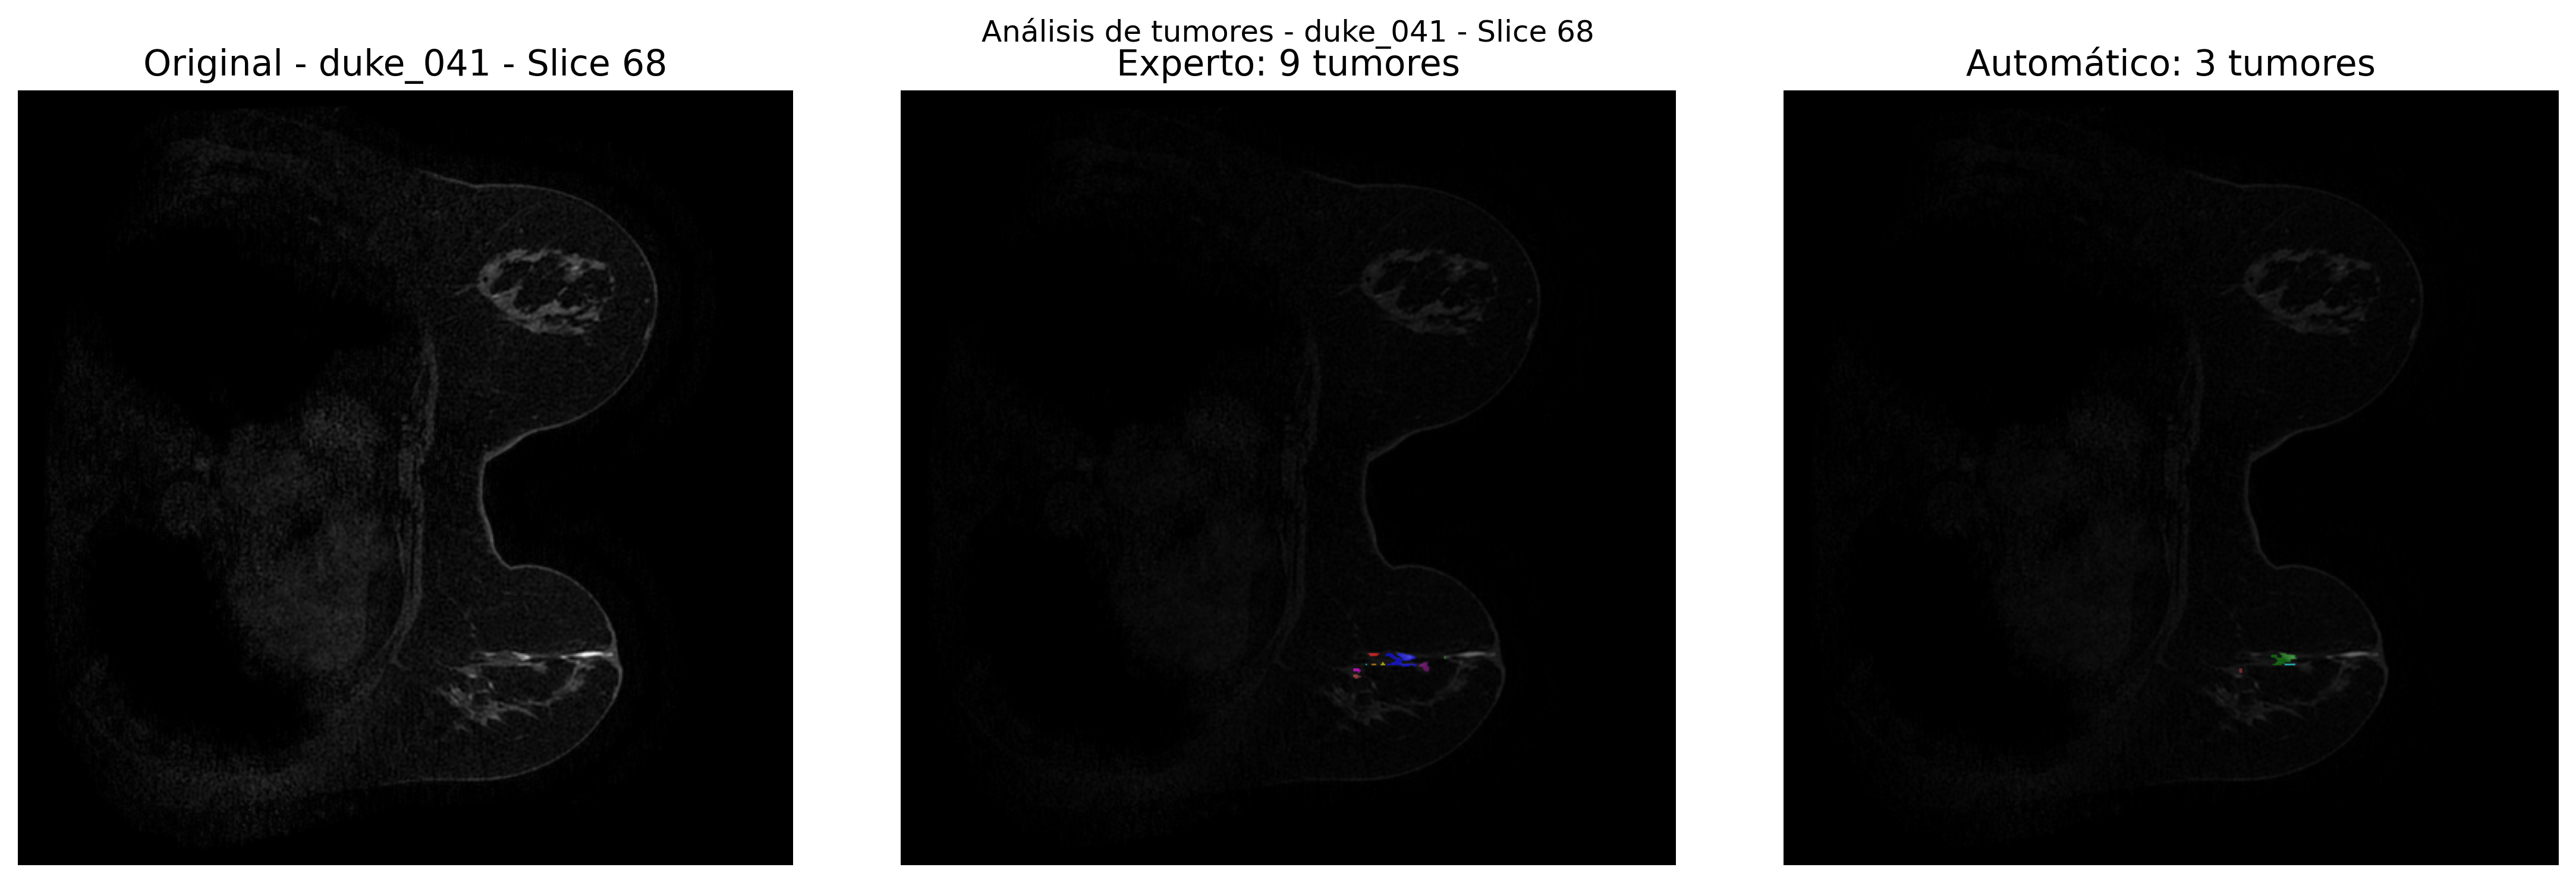 Análisis de tumores - duke_041 - Slice 68
Original - duke_041 - Slice 68
Experto: 9 tumores
Automático: 3 tumores